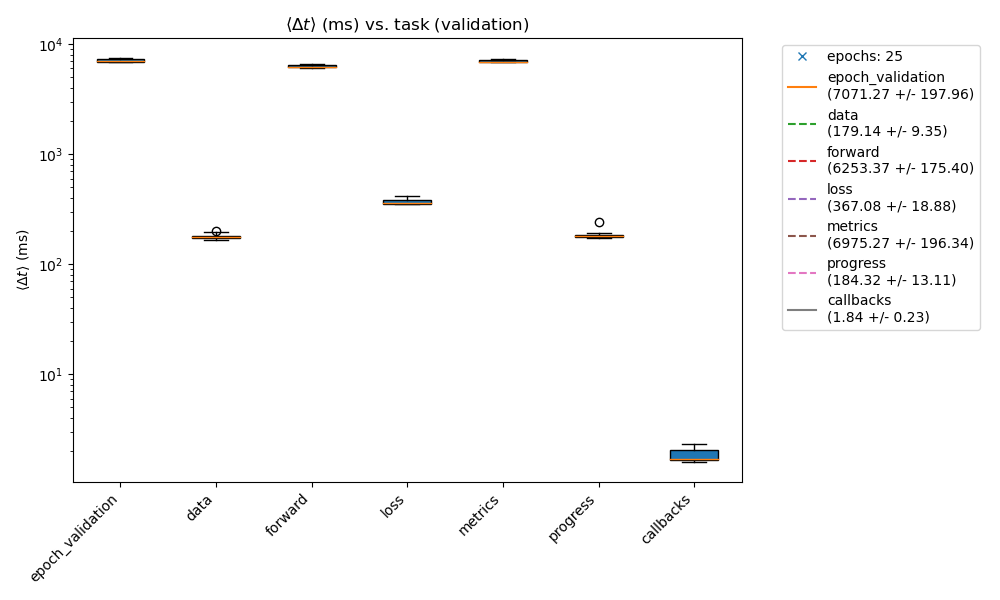 ⟨Δt⟩ (ms) vs. task (validation)
⟨Δt⟩ (ms)
10⁴
10³
10²
10¹
epoch_validation
data
forward
loss
metrics
progress
callbacks
epochs: 25
epoch_validation
(7071.27 +/- 197.96)
data
(179.14 +/- 9.35)
forward
(6253.37 +/- 175.40)
loss
(367.08 +/- 18.88)
metrics
(6975.27 +/- 196.34)
progress
(184.32 +/- 13.11)
callbacks
(1.84 +/- 0.23)